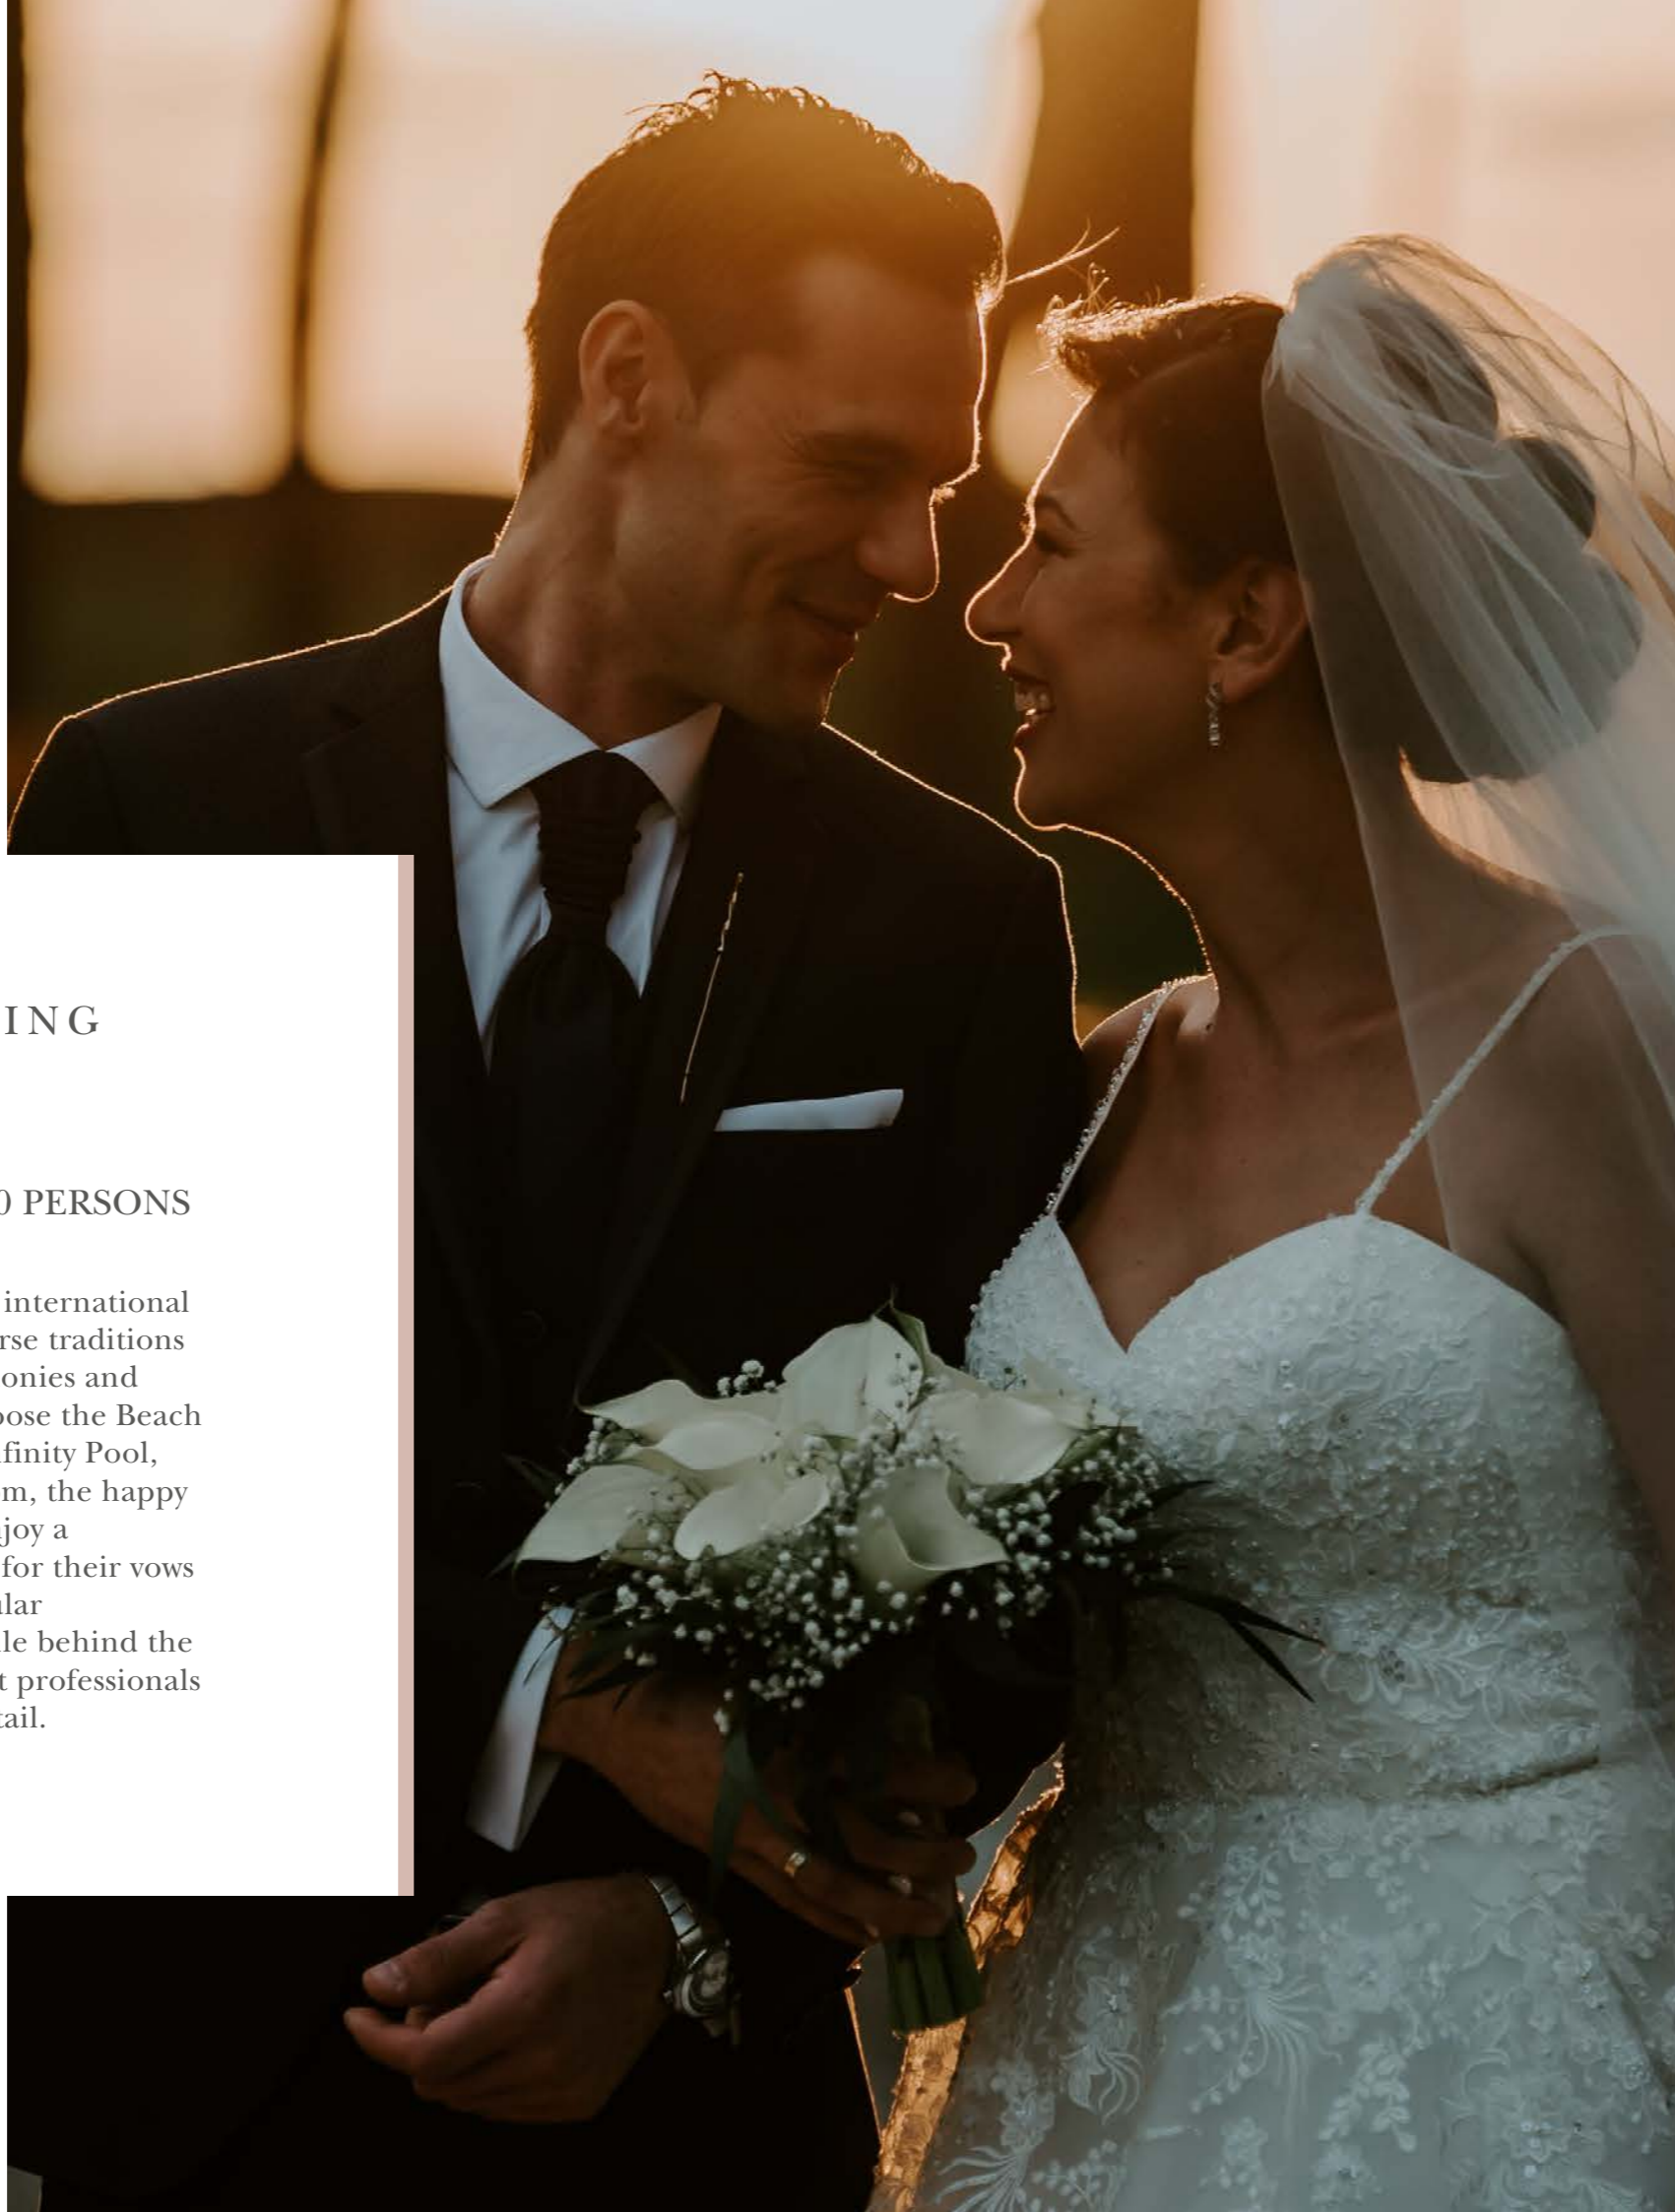 ING
0 PERSONS
international
rse traditions
onies and
oose the Beach
finity Pool,
m, the happy
joy a
for their vows
lar
le behind the
t professionals
tail.